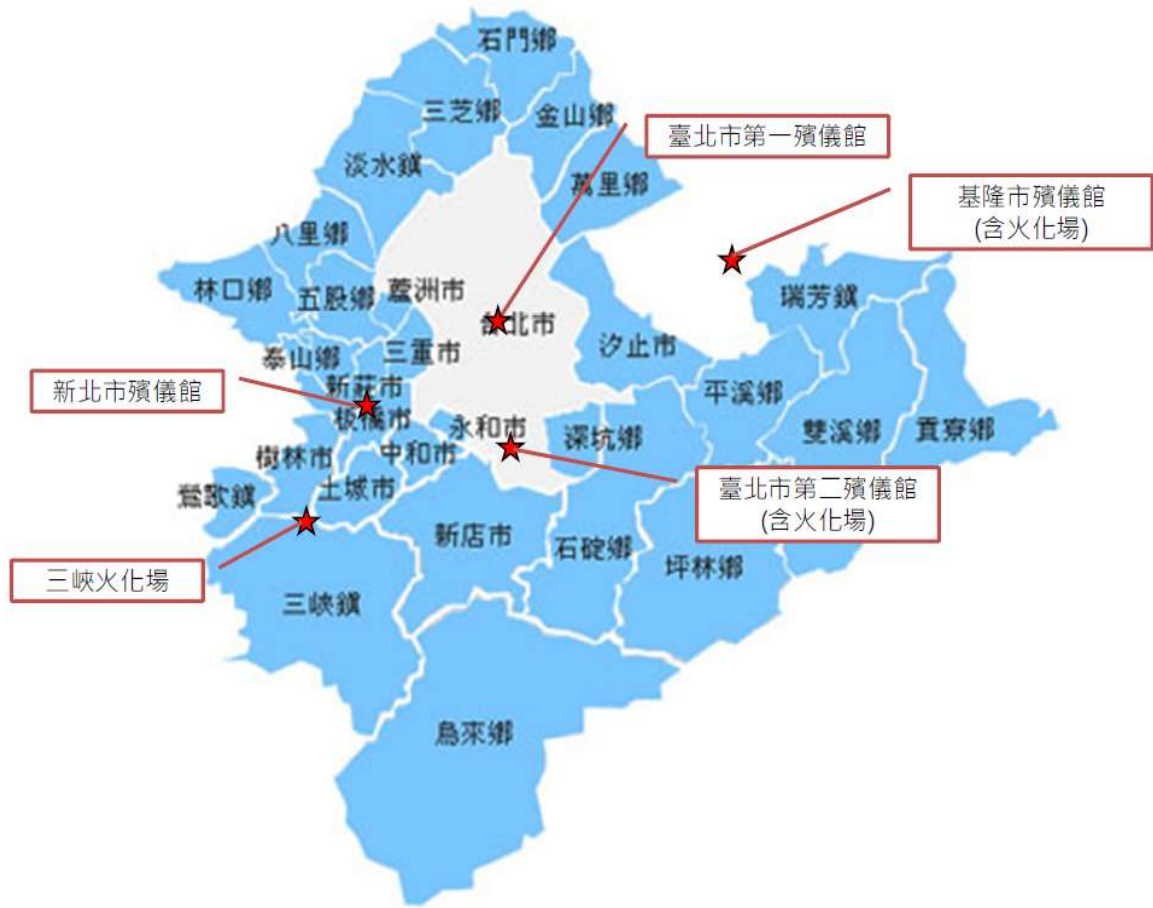 石門鄉
三芝鄉
金山鄉
臺北市第一殯儀館
淡水鎮
萬里鄉
基隆市殯儀館
(含火化場)
八里鄉
林口鄉
五股鄉
蘆洲市
瑞芳鎮
台北市
汐止市
泰山鄉
三重市
新北市殯儀館
新莊市
平溪鄉
板橋市
永和市
深坑鄉
雙溪鄉
貢寮鄉
樹林市
中和市
鶯歌鎮
土城市
臺北市第二殯儀館
(含火化場)
新店市
石碇鄉
坪林鄉
三峽火化場
三峽鎮
烏來鄉